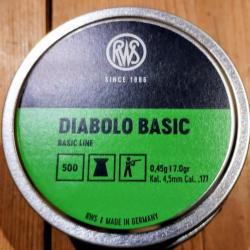 RWS
SINCE 1886
DIABOLO BASIC
BASIC LINE
500
0,45g | 7.0gr
Kal. 4,5mm Cal. .177
RWS # MADE IN GERMANY